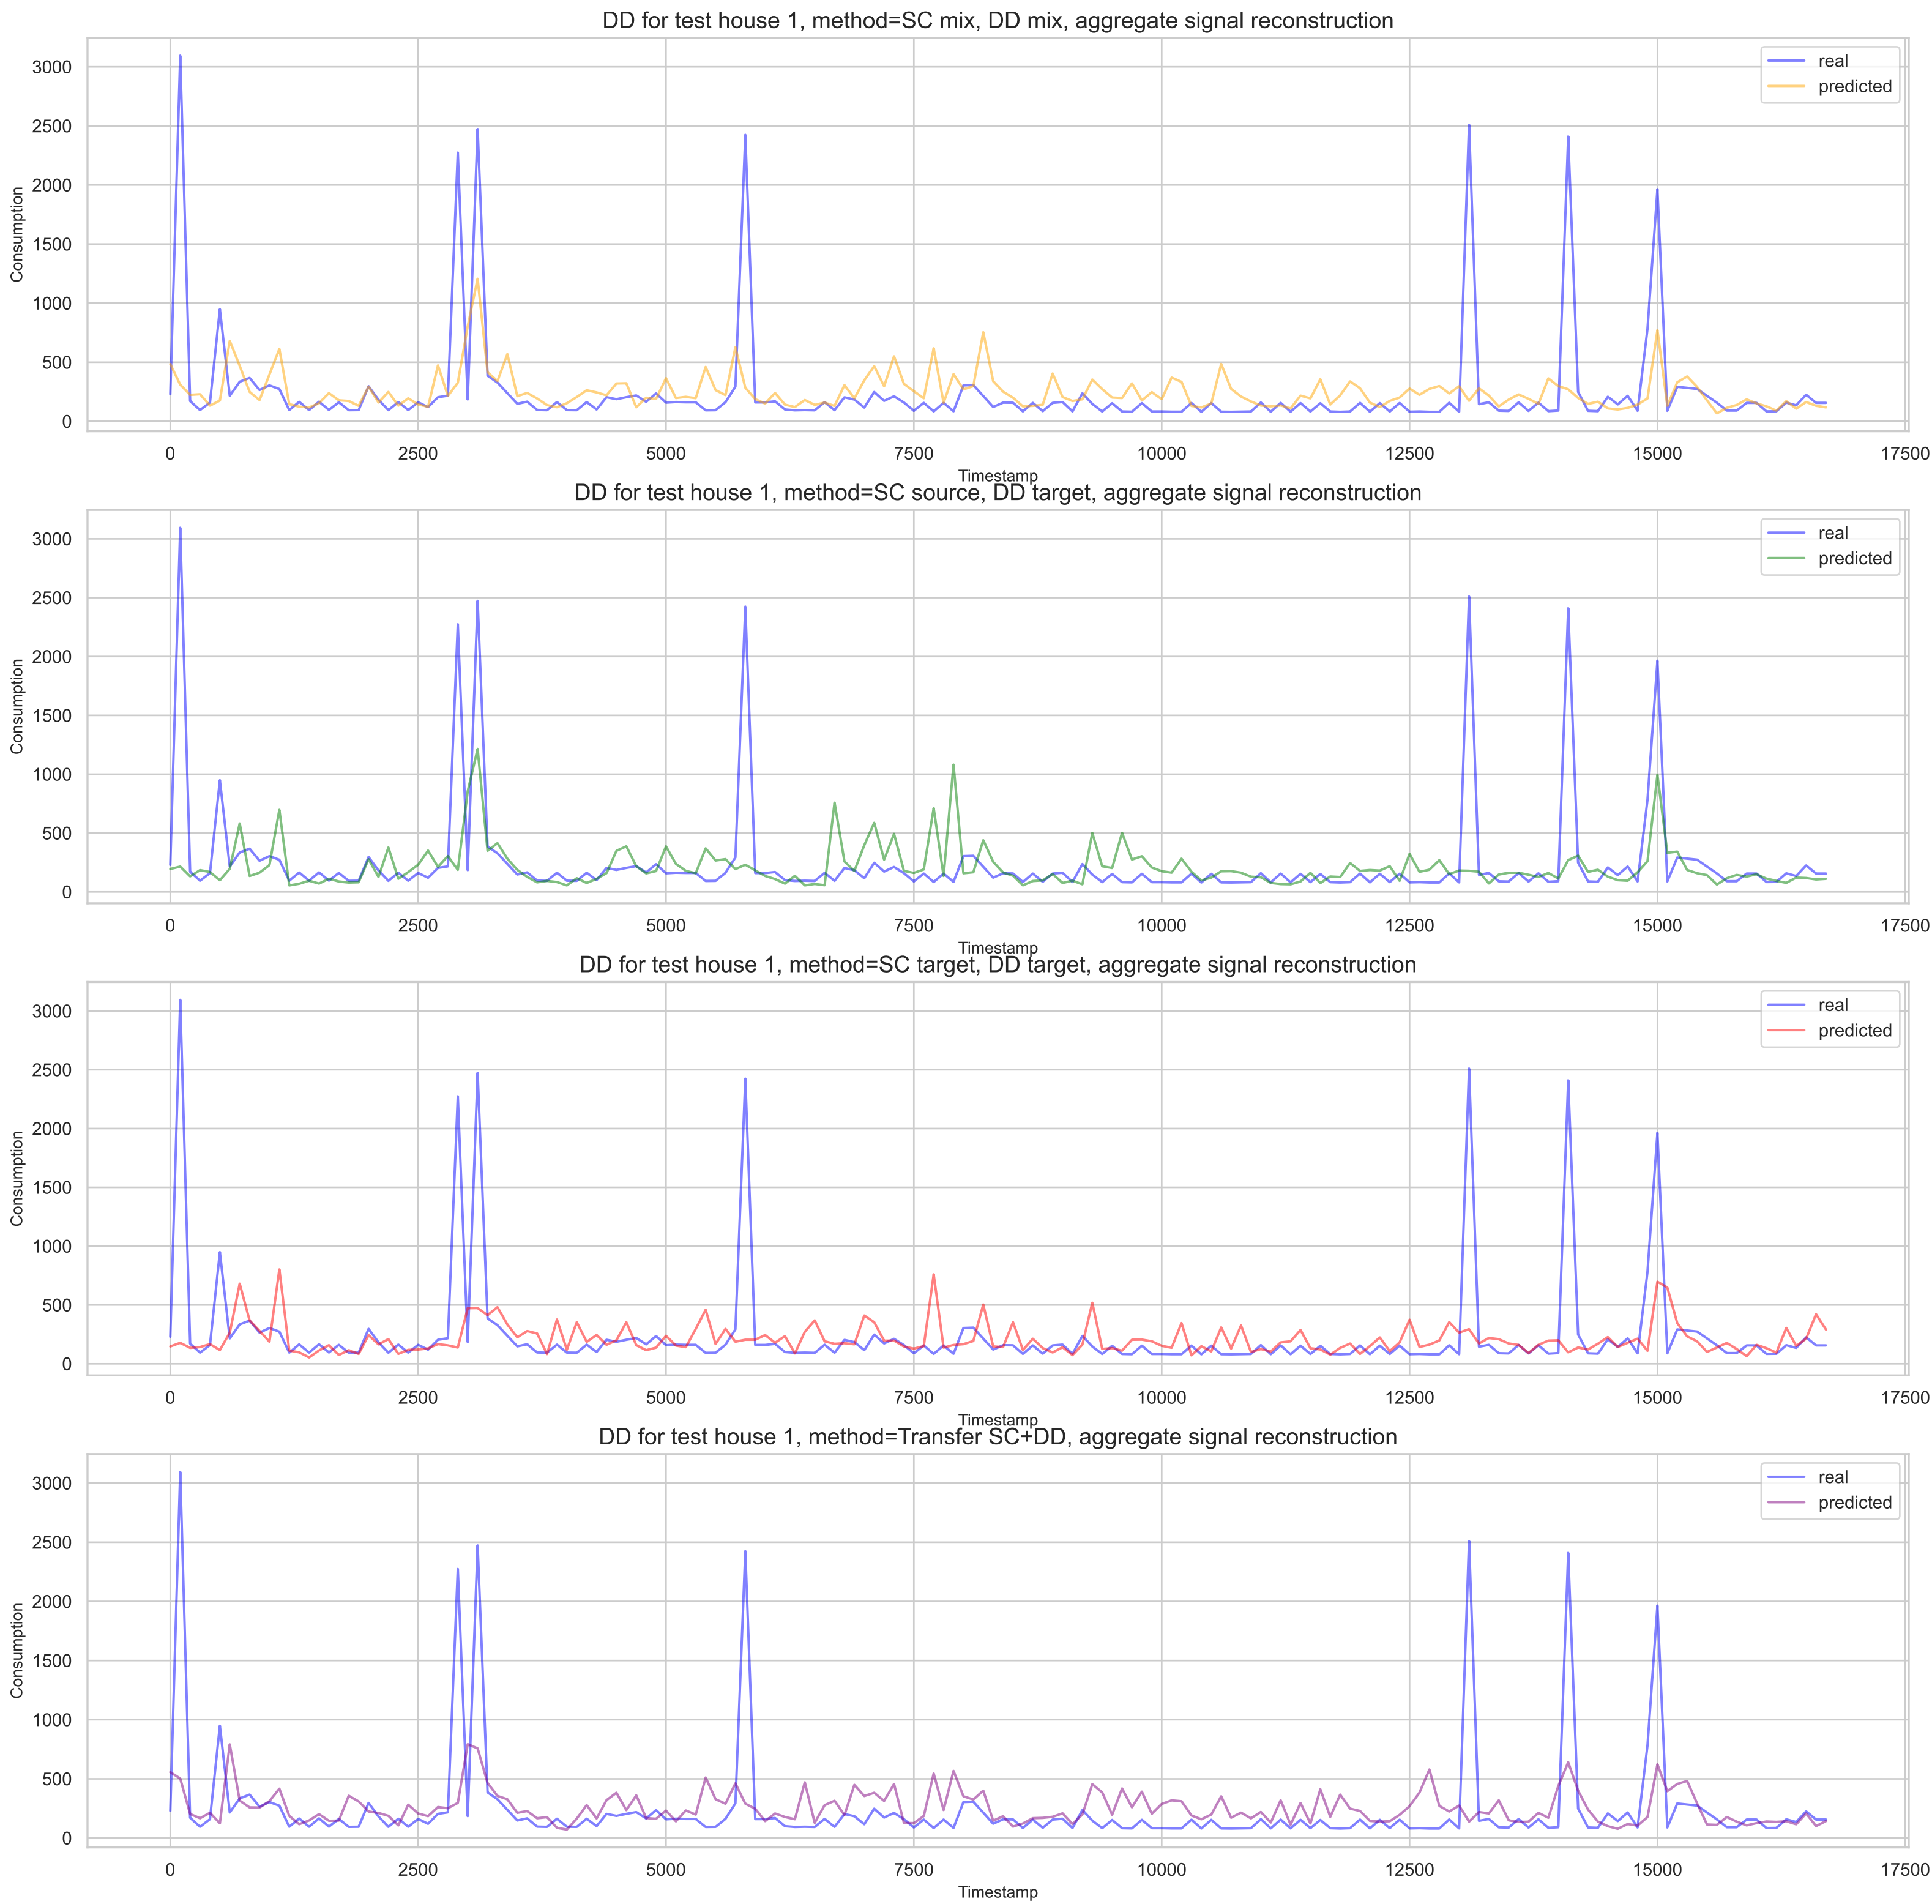 DD for test house 1, method=SC mix, DD mix, aggregate signal reconstruction
real
predicted
3000
2500
2000
1500
1000
500
0
Consumption
0 2500 5000 7500 10000 12500 15000 17500
Timestamp
DD for test house 1, method=SC source, DD target, aggregate signal reconstruction
real
predicted
3000
2500
2000
1500
1000
500
0
Consumption
0 2500 5000 7500 10000 12500 15000 17500
Timestamp
DD for test house 1, method=SC target, DD target, aggregate signal reconstruction
real
predicted
3000
2500
2000
1500
1000
500
0
Consumption
0 2500 5000 7500 10000 12500 15000 17500
Timestamp
DD for test house 1, method=Transfer SC+DD, aggregate signal reconstruction
real
predicted
3000
2500
2000
1500
1000
500
0
Consumption
0 2500 5000 7500 10000 12500 15000 17500
Timestamp